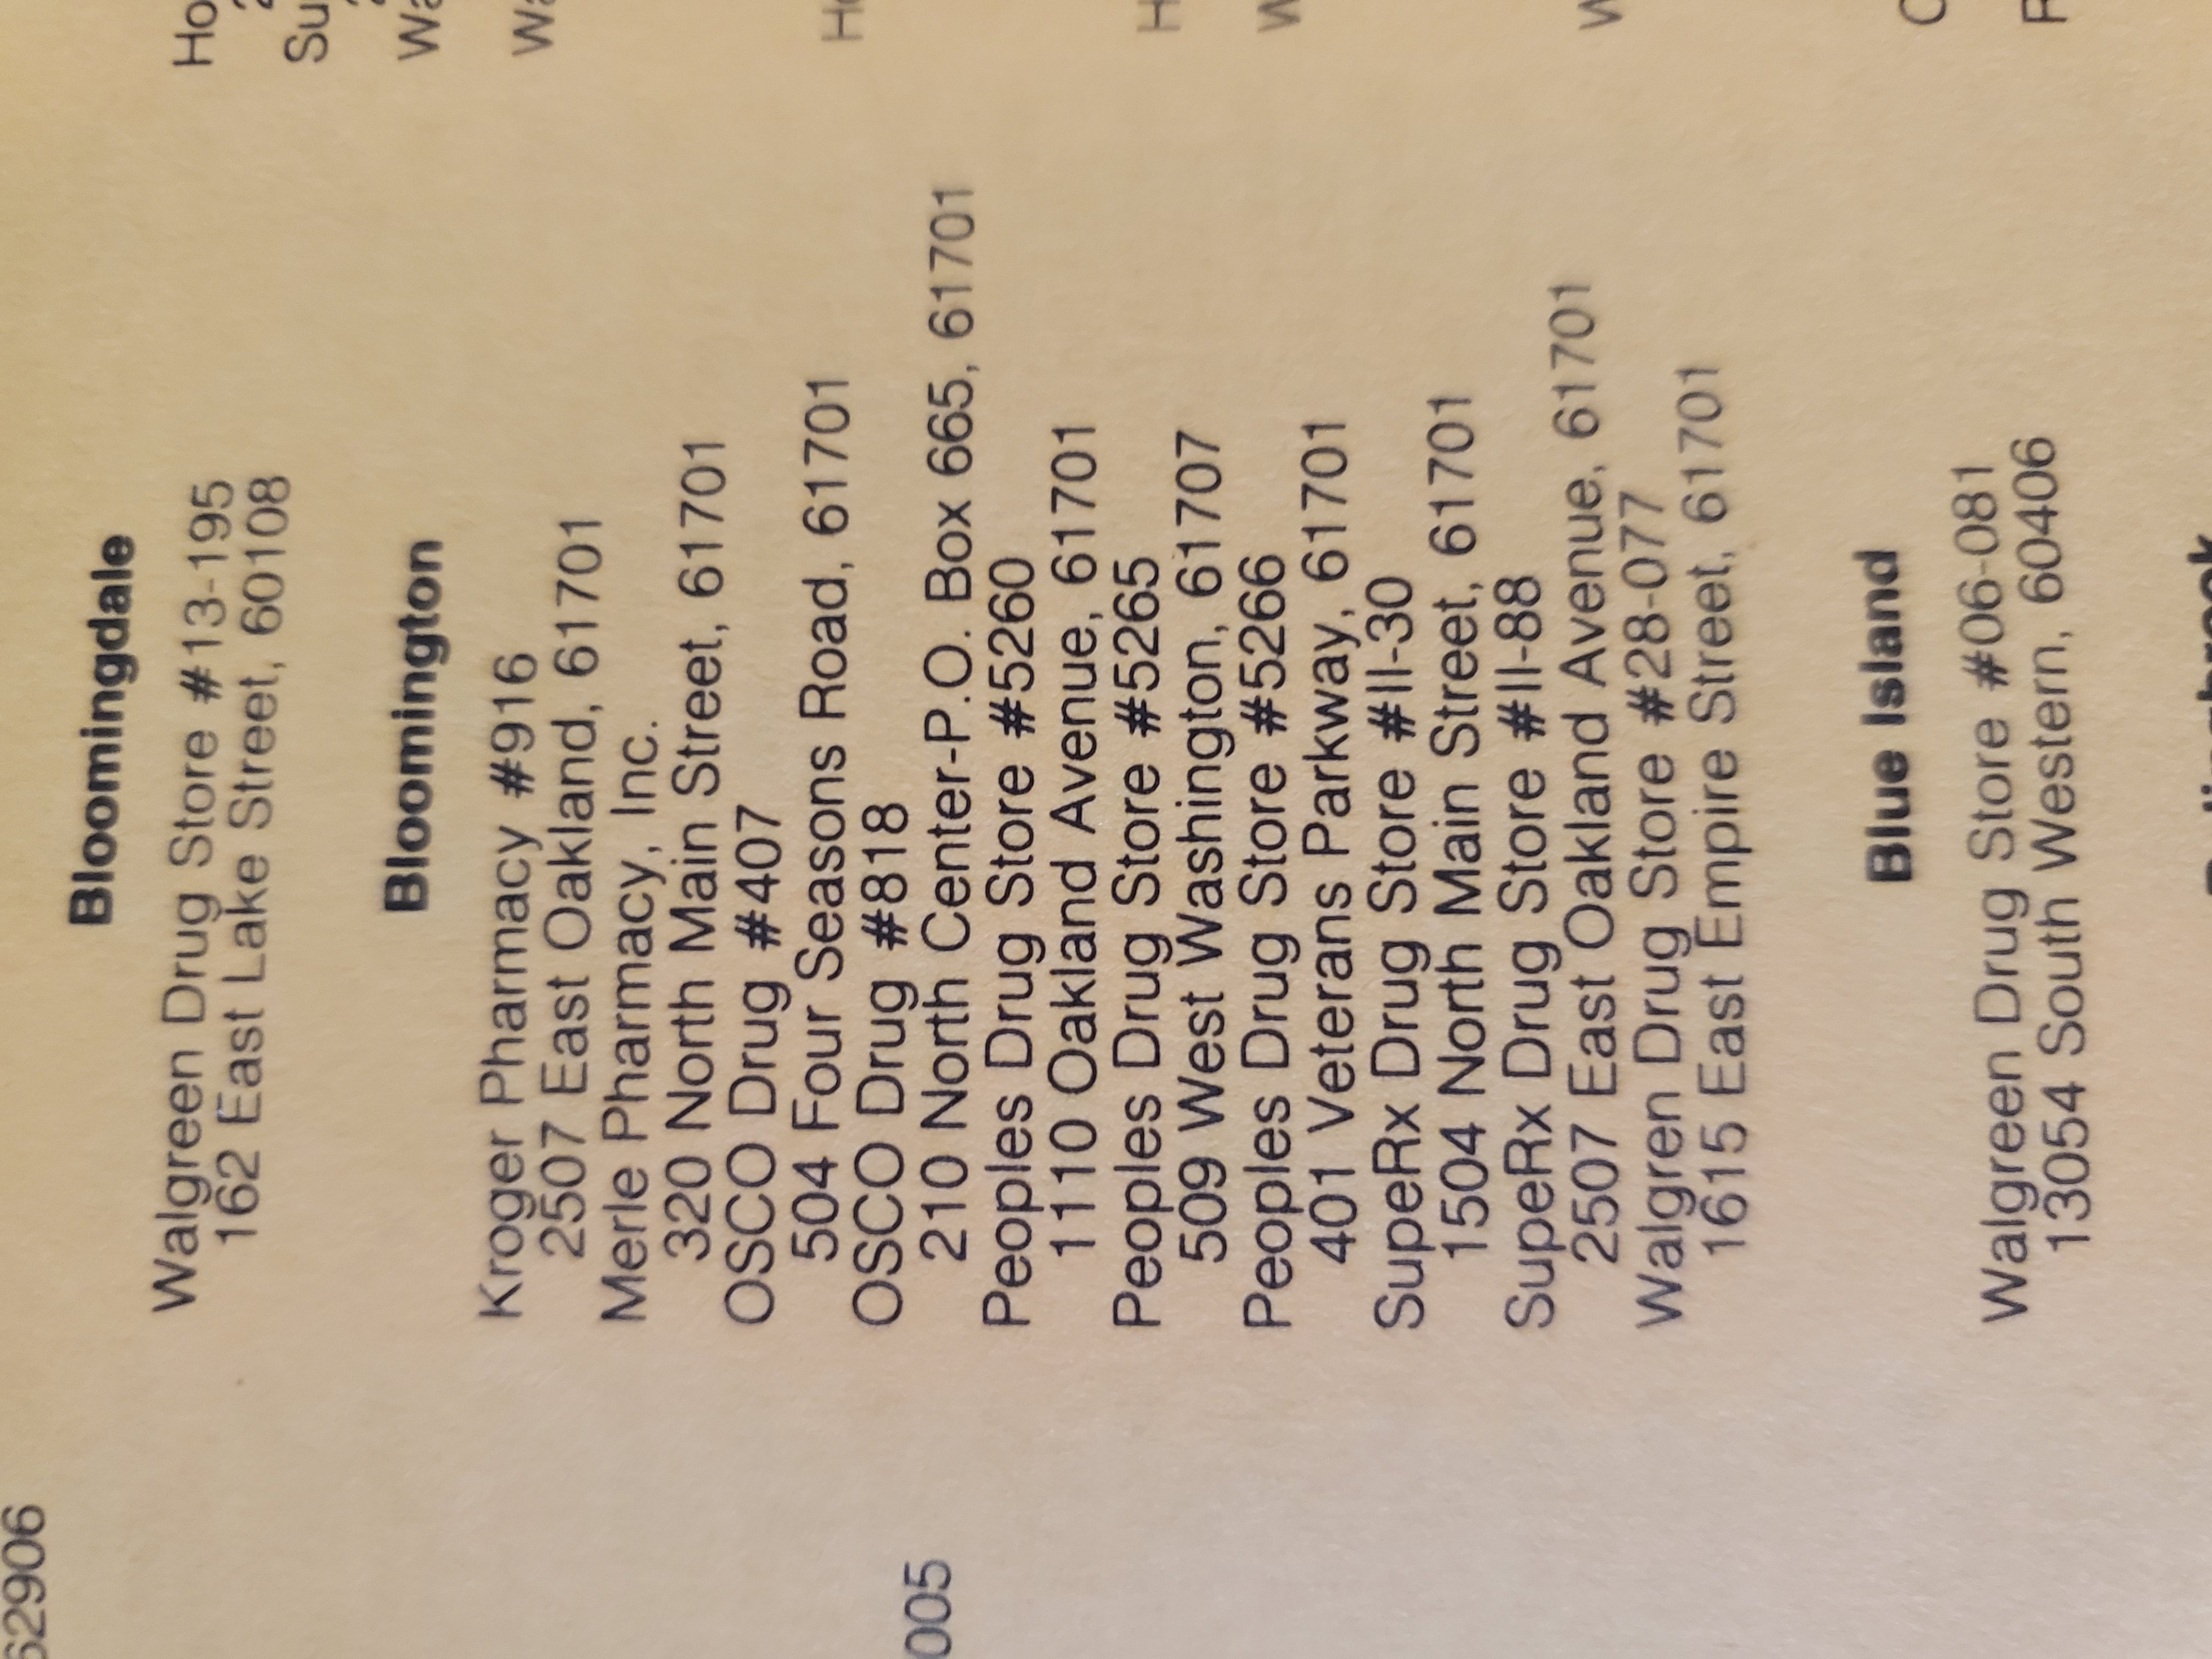 62906
005
Bloomingdale
Walgreen Drug Store #13-195
162 East Lake Street, 60108
Bloomington
Kroger Pharmacy #916
2507 East Oakland, 61701
Merle Pharmacy, Inc.
320 North Main Street, 61701
OSCO Drug #407
504 Four Seasons Road, 61701
OSCO Drug #818
210 North Center-P.O. Box 665, 61701
Peoples Drug Store #5260
1110 Oakland Avenue, 61701
Peoples Drug Store #5265
509 West Washington, 61707
Peoples Drug Store #5266
401 Veterans Parkway, 61701
SupeRx Drug Store #II-30
1504 North Main Street, 61701
SupeRx Drug Store #II-88
2507 East Oakland Avenue, 61701
Walgren Drug Store #28-077
1615 East Empire Street, 61701
Blue Island
Walgreen Drug Store #06-081
13054 South Western, 60406